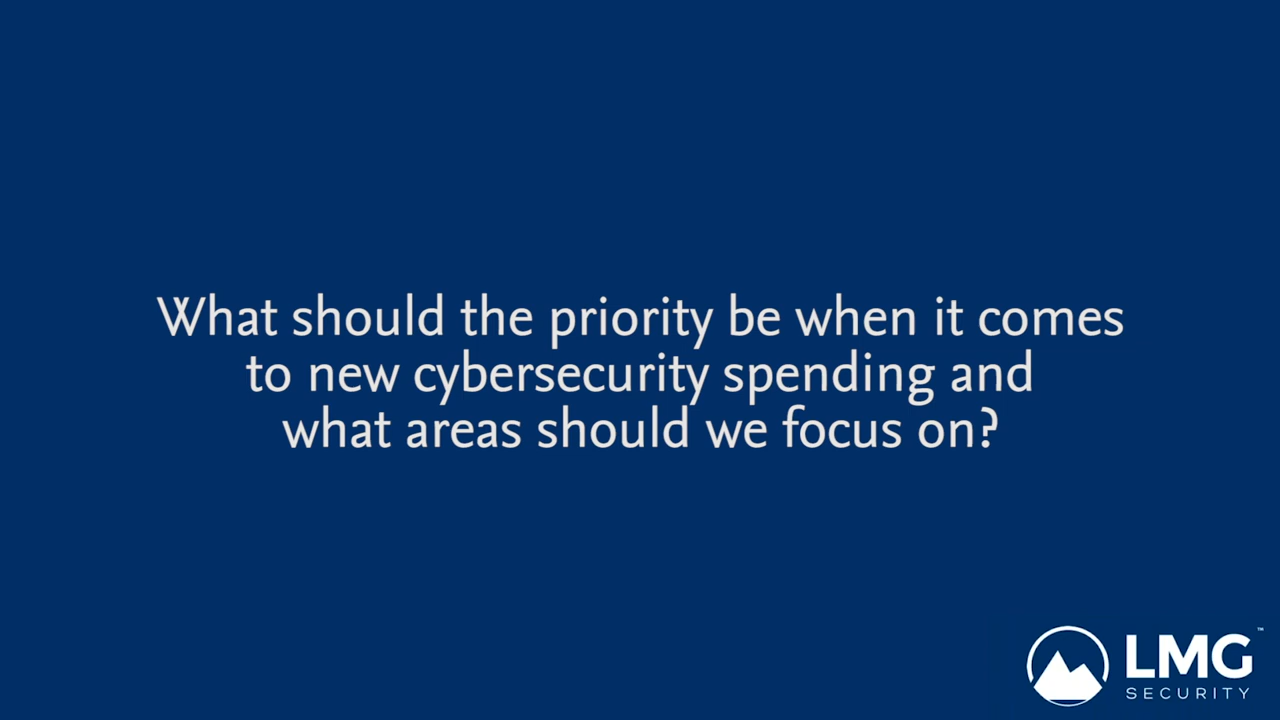 What should the priority be when it comes
to new cybersecurity spending and
what areas should we focus on?
LMG™
SECURITY